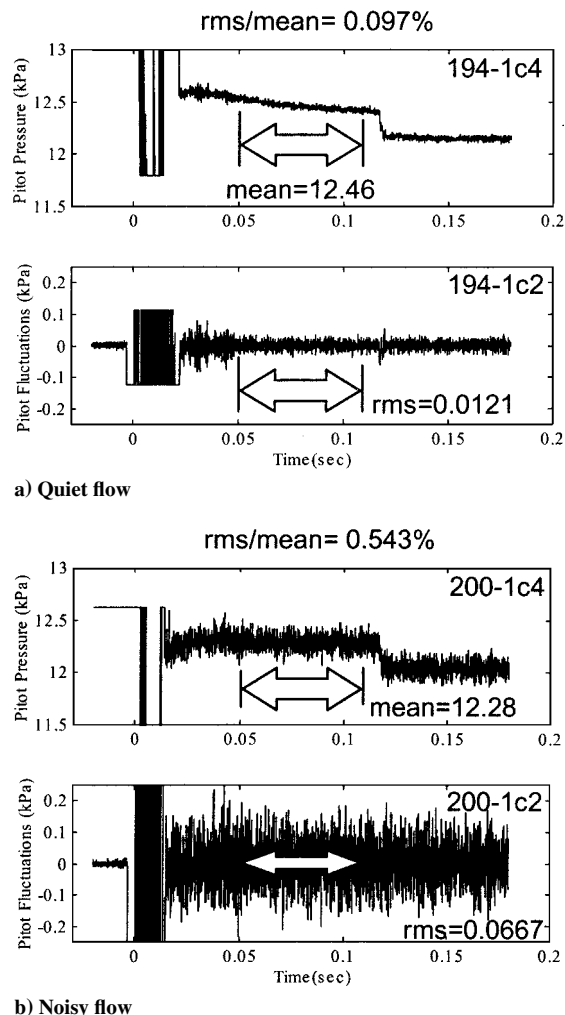 rms/mean= 0.097%
13
12.5
12
11.5
Pitot Pressure (kPa)
194-1c4
mean=12.46
0
0.05
0.1
0.15
0.2
0.2
0.1
0
-0.1
-0.2
Pitot Fluctuations (kPa)
194-1c2
rms=0.0121
0
0.05
0.1
0.15
0.2
Time(sec)
a) Quiet flow
rms/mean= 0.543%
13
12.5
12
11.5
Pitot Pressure (kPa)
200-1c4
mean=12.28
0
0.05
0.1
0.15
0.2
0.2
0.1
0
-0.1
-0.2
Pitot Fluctuations (kPa)
200-1c2
rms=0.0667
0
0.05
0.1
0.15
0.2
Time(sec)
b) Noisy flow